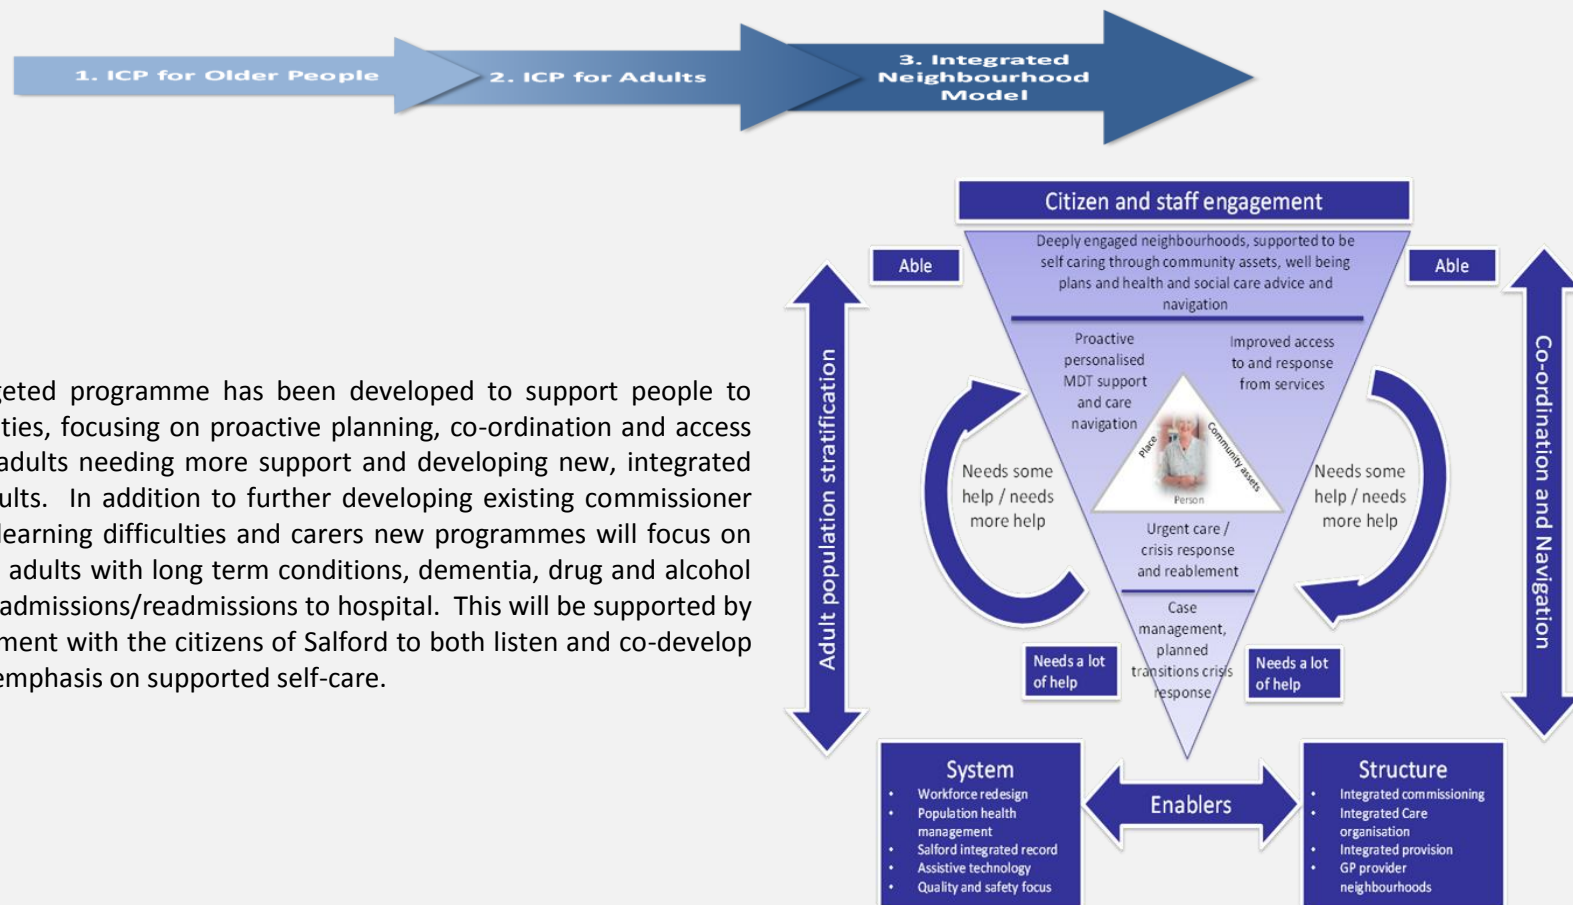 1. ICP for Older People
2. ICP for Adults
3. Integrated
Neighbourhood
Model
geted programme has been developed to support people to
ties, focusing on proactive planning, co-ordination and access
adults needing more support and developing new, integrated
ults. In addition to further developing existing commissioner
learning difficulties and carers new programmes will focus on
adults with long term conditions, dementia, drug and alcohol
admissions/readmissions to hospital. This will be supported by
ment with the citizens of Salford to both listen and co-develop
emphasis on supported self-care.
Citizen and staff engagement
Deeply engaged neighbourhoods, supported to be
self caring through community assets, well being
plans and health and social care advice and
navigation
Able
Able
Adult population stratification
Co-ordination and Navigation
Proactive
personalised
MDT support
and care
navigation
Improved access
to and response
from services
Place
Community assets
Person
Needs some
help / needs
more help
Needs some
help / needs
more help
Urgent care /
crisis response
and reablement
Case
management,
planned
transitions crisis
response
Needs a lot
of help
Needs a lot
of help
System
• Workforce redesign
• Population health
management
• Salford integrated record
• Assistive technology
• Quality and safety focus
Enablers
Structure
• Integrated commissioning
• Integrated Care
organisation
• Integrated provision
• GP provider
neighbourhoods